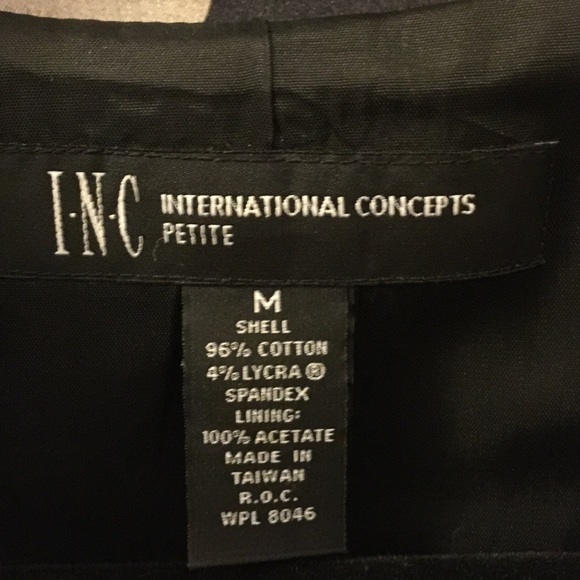 I·N·C INTERNATIONAL CONCEPTS
PETITE
M
SHELL
96% COTTON
4% LYCRA ®
SPANDEX
LINING:
100% ACETATE
MADE IN
TAIWAN
R.O.C.
WPL 8046